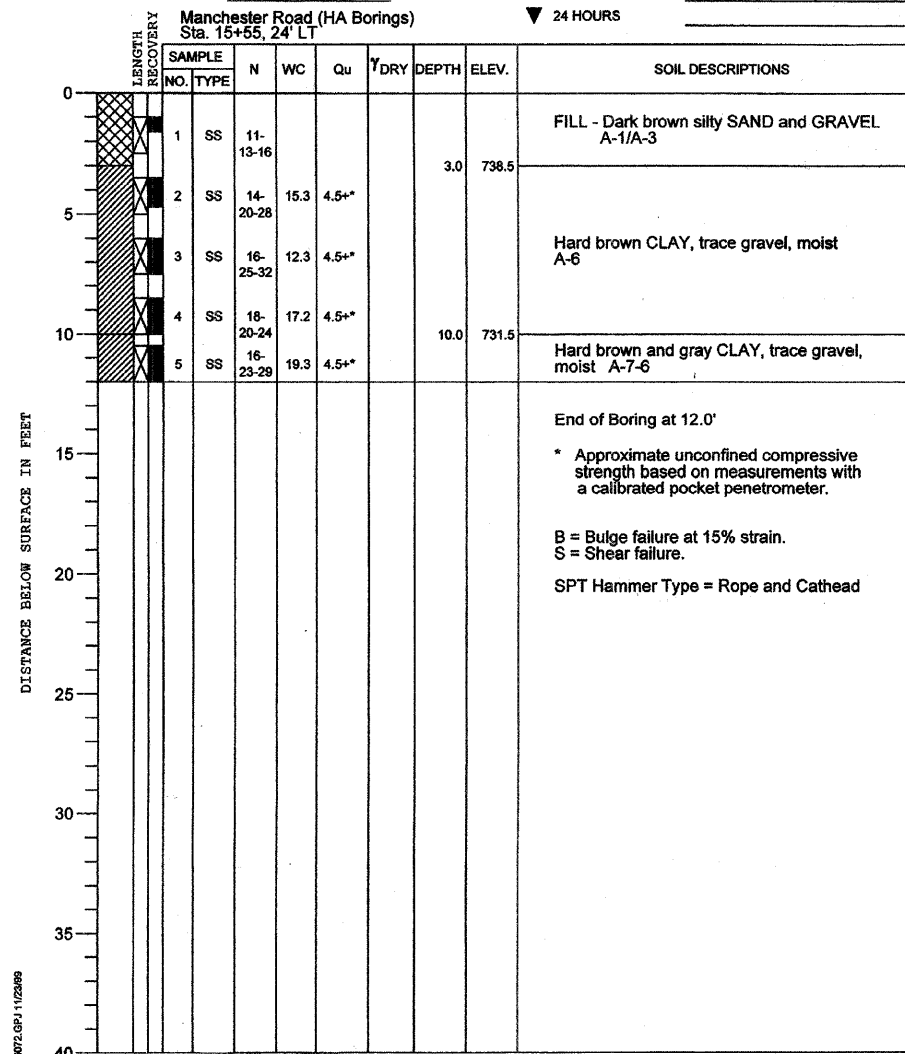 Manchester Road (HA Borings)
Sta. 15+55, 24' LT
▼ 24 HOURS
LENGTH
RECOVERY
SAMPLE
NO. TYPE
N
WC
Qu
γDRY
DEPTH
ELEV.
SOIL DESCRIPTIONS
0
1 SS 11-
13-16
FILL - Dark brown silty SAND and GRAVEL
A-1/A-3
3.0 738.5
2 SS 14- 15.3 4.5+*
20-28
5
3 SS 16- 12.3 4.5+*
25-32
Hard brown CLAY, trace gravel, moist
A-6
4 SS 18- 17.2 4.5+*
20-24
10
10.0 731.5
5 SS 16- 19.3 4.5+*
23-29
Hard brown and gray CLAY, trace gravel,
moist A-7-6
End of Boring at 12.0'
* Approximate unconfined compressive
strength based on measurements with
a calibrated pocket penetrometer.
B = Bulge failure at 15% strain.
S = Shear failure.
SPT Hammer Type = Rope and Cathead
15
20
25
30
35
40
DISTANCE BELOW SURFACE IN FEET
0072.GPJ 11/23/99